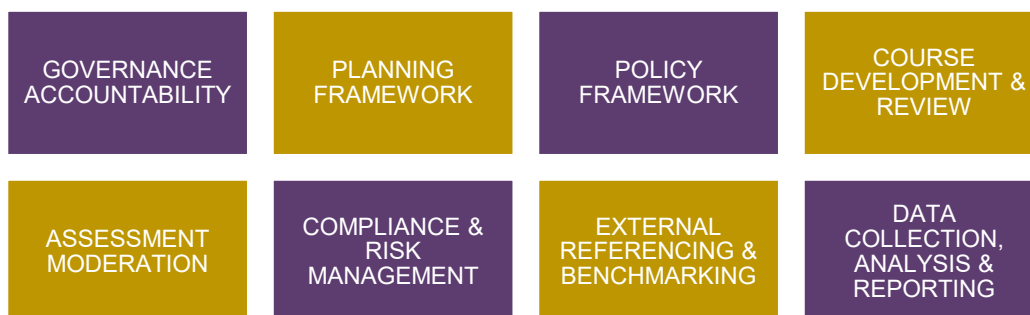 GOVERNANCE
ACCOUNTABILITY
PLANNING
FRAMEWORK
POLICY
FRAMEWORK
COURSE
DEVELOPMENT &
REVIEW
ASSESSMENT
MODERATION
COMPLIANCE &
RISK
MANAGEMENT
EXTERNAL
REFERENCING &
BENCHMARKING
DATA
COLLECTION,
ANALYSIS &
REPORTING